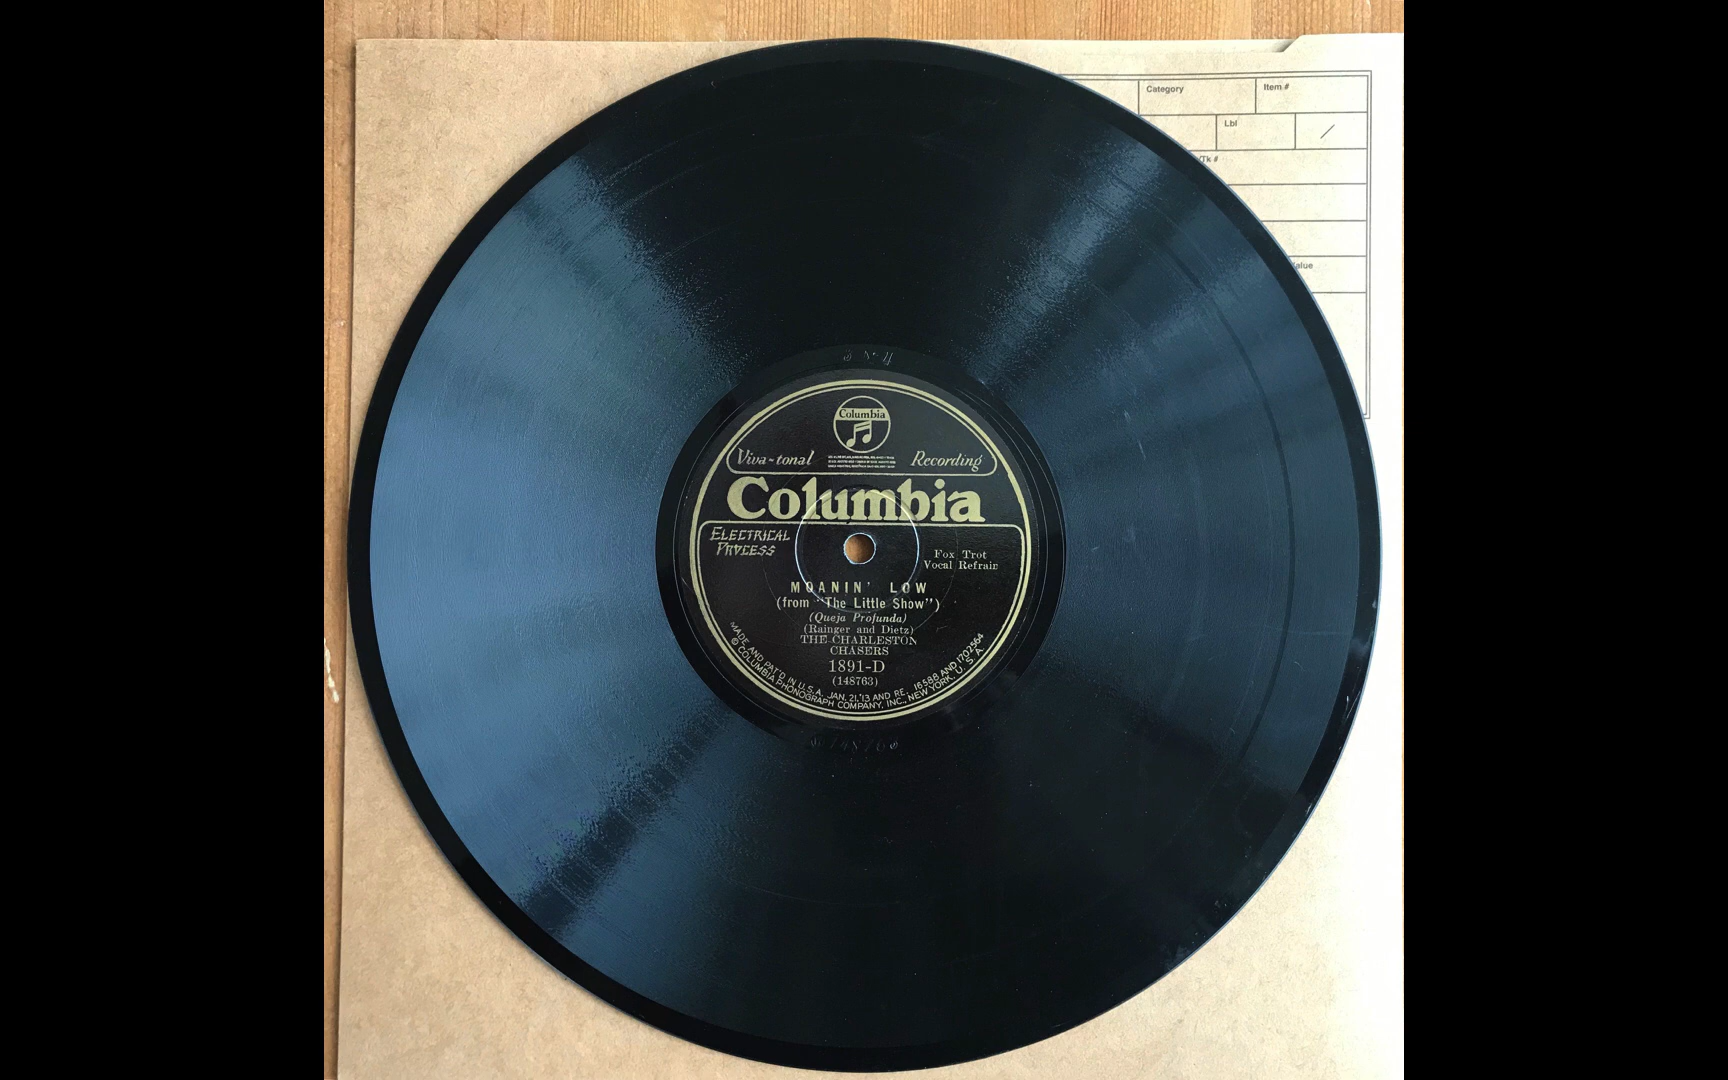 Category
Item #
Lbl
/
Tk #
alue
Columbia
Viva-tonal Recording
Columbia
ELECTRICAL
PROCESS
Fox Trot
Vocal Refrain
MOANIN' LOW
(from "The Little Show")
(Queja Profunda)
(Rainger and Dietz)
THE CHARLESTON
CHASERS
1891-D
(148763)
MADE AND PAT'D IN U.S.A. JAN. 21,'13 AND RE. 16588 AND 1702564
© COLUMBIA PHONOGRAPH COMPANY, INC., NEW YORK, U.S.A.